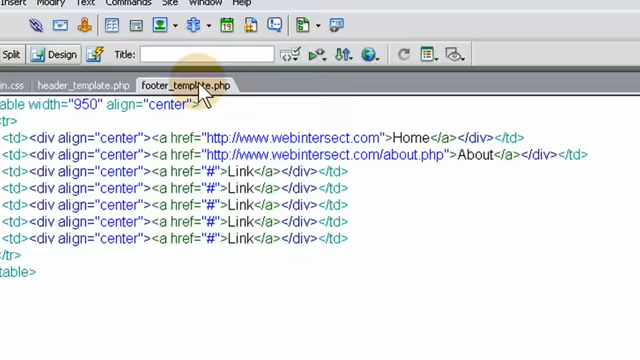 Insert Modify Text Commands Site Window Help
Split Design Title:
in.css header_template.php footer_template.php
able width="950" align="center">
tr>
<td><div align="center"><a href="http://www.webintersect.com">Home</a></div></td>
<td><div align="center"><a href="http://www.webintersect.com/about.php">About</a></div></td>
<td><div align="center"><a href="#">Link</a></div></td>
<td><div align="center"><a href="#">Link</a></div></td>
<td><div align="center"><a href="#">Link</a></div></td>
<td><div align="center"><a href="#">Link</a></div></td>
<td><div align="center"><a href="#">Link</a></div></td>
/tr>
table>